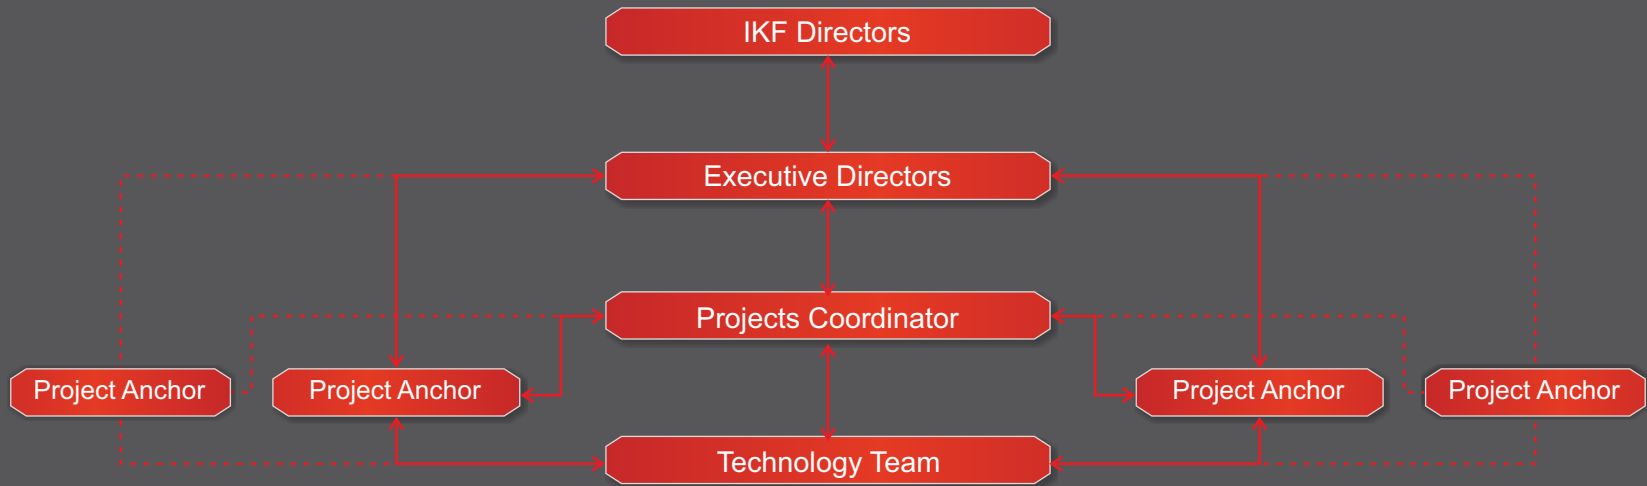 IKF Directors
Executive Directors
Projects Coordinator
Project Anchor
Project Anchor
Project Anchor
Project Anchor
Technology Team